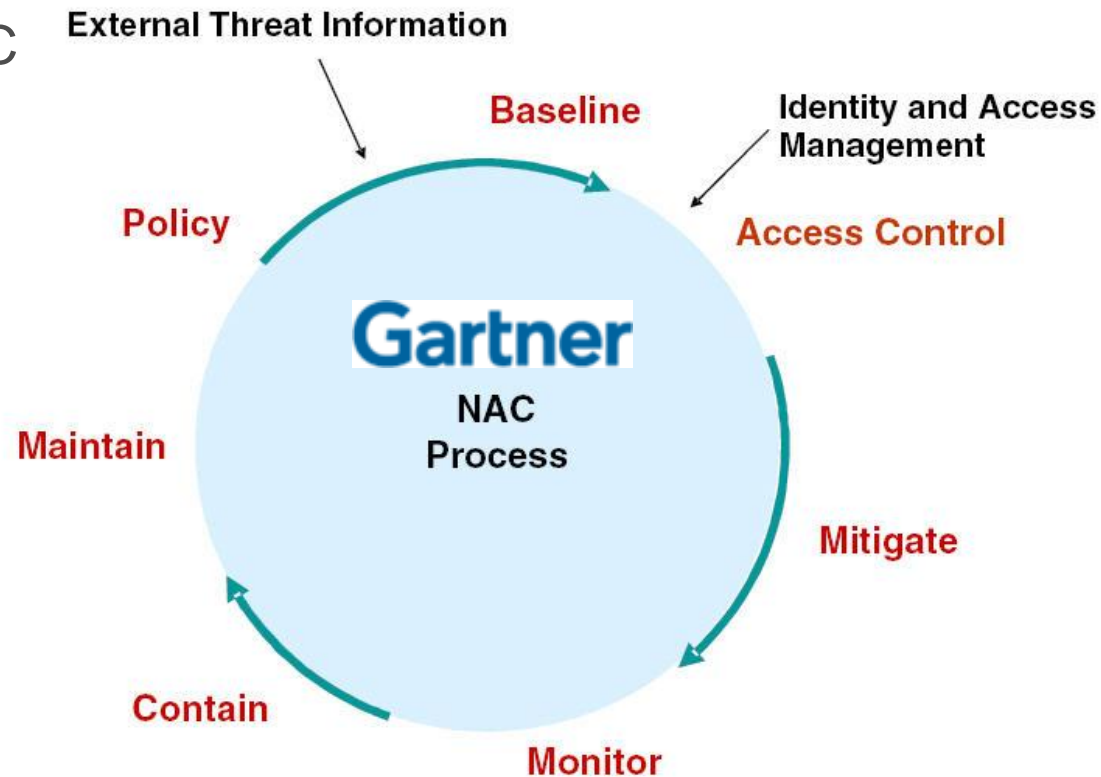 C
External Threat Information
Baseline
Identity and Access
Management
Policy
Access Control
Gartner
NAC
Process
Maintain
Mitigate
Contain
Monitor